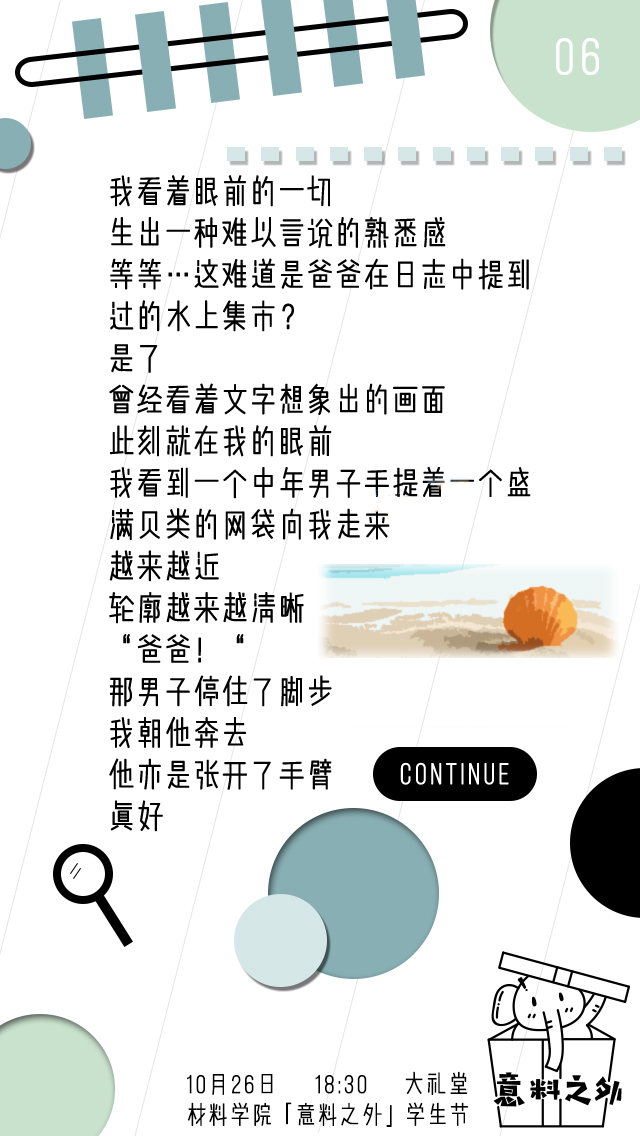 06
我看着眼前的一切
生出一种难以言说的熟悉感
等等…这难道是爸爸在日志中提到
过的水上集市？
是了
曾经看着文字想象出的画面
此刻就在我的眼前
我看到一个中年男子手提着一个盛
满贝类的网袋向我走来
越来越近
轮廓越来越清晰
“爸爸！“
那男子停住了脚步
我朝他奔去
他亦是张开了手臂
真好
CONTINUE
意料之外
10月26日 18:30 大礼堂
材料学院「意料之外」学生节